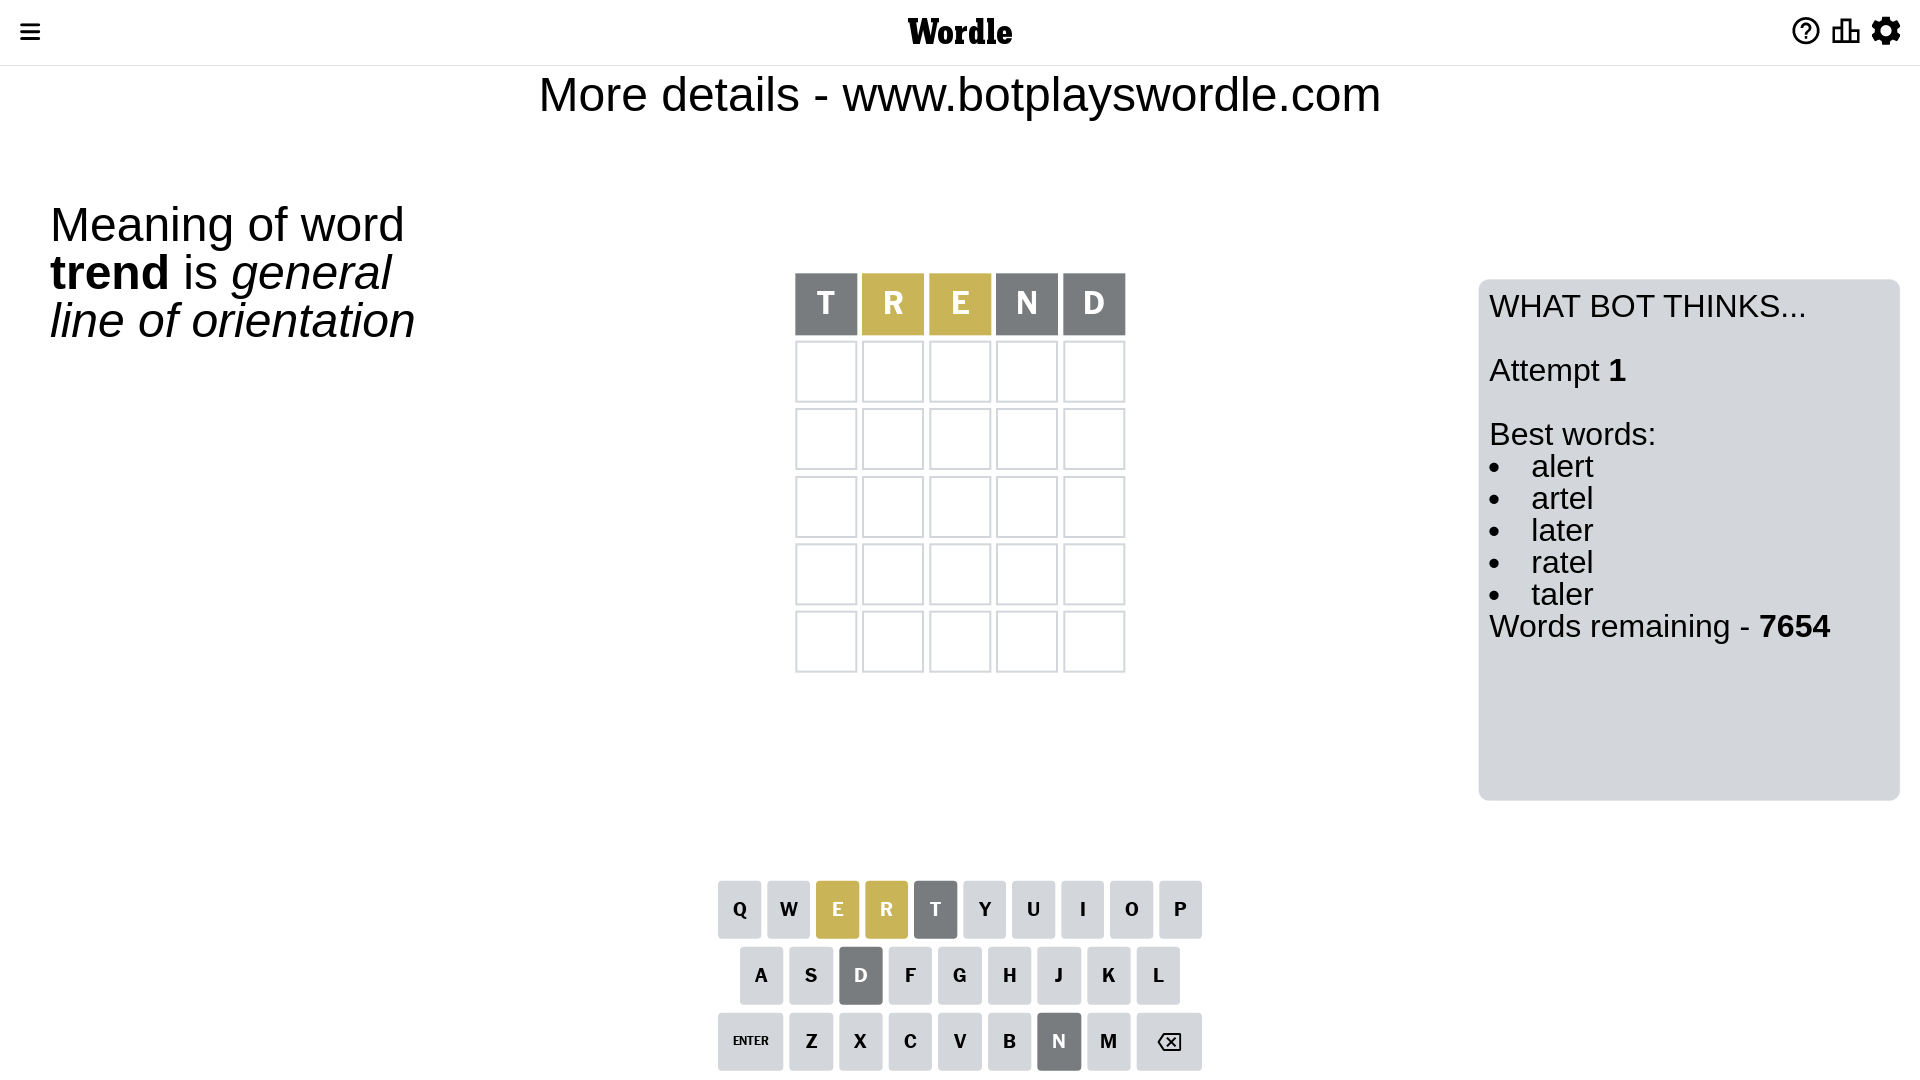 Wordle
More details - www.botplayswordle.com
Meaning of word
trend is general
line of orientation
T R E N D
WHAT BOT THINKS...
Attempt 1
Best words:
• alert
• artel
• later
• ratel
• taler
Words remaining - 7654
Q W E R T Y U I O P
A S D F G H J K L
ENTER Z X C V B N M